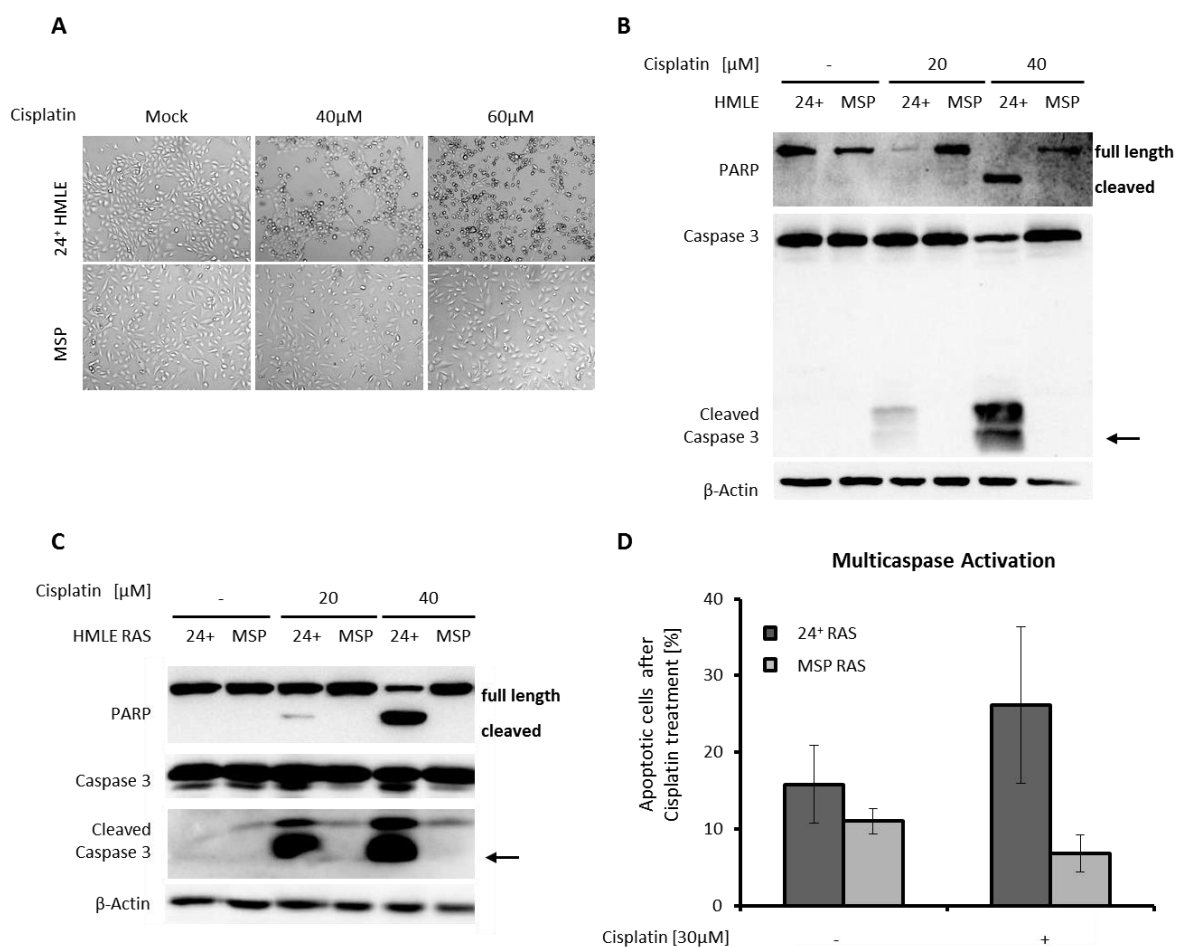 A
Cisplatin Mock 40µM 60µM
24⁺ HMLE
MSP
B
Cisplatin [µM] - 20 40
HMLE 24+ MSP 24+ MSP 24+ MSP
PARP
full length
cleaved
Caspase 3
Cleaved
Caspase 3
β-Actin
C
Cisplatin [µM] - 20 40
HMLE RAS 24+ MSP 24+ MSP 24+ MSP
PARP
full length
cleaved
Caspase 3
Cleaved
Caspase 3
β-Actin
D
Multicaspase Activation
Apoptotic cells after
Cisplatin treatment [%]
40
30
20
10
0
24⁺ RAS
MSP RAS
Cisplatin [30µM] - +